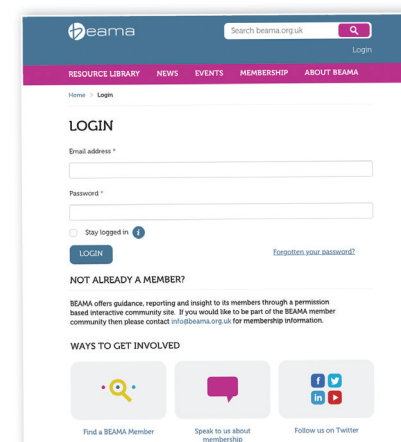 beama
Search beama.org.uk
Login
RESOURCE LIBRARY NEWS EVENTS MEMBERSHIP ABOUT BEAMA
Home > Login
LOGIN
Email address *
Password *
Stay logged in i
LOGIN
Forgotten your password?
NOT ALREADY A MEMBER?
BEAMA offers guidance, reporting and insight to its members through a permission
based interactive community site. If you would like to be part of the BEAMA member
community then please contact info@beama.org.uk for membership information.
WAYS TO GET INVOLVED
f
in
Find a BEAMA Member
Speak to us about
membership
Follow us on Twitter